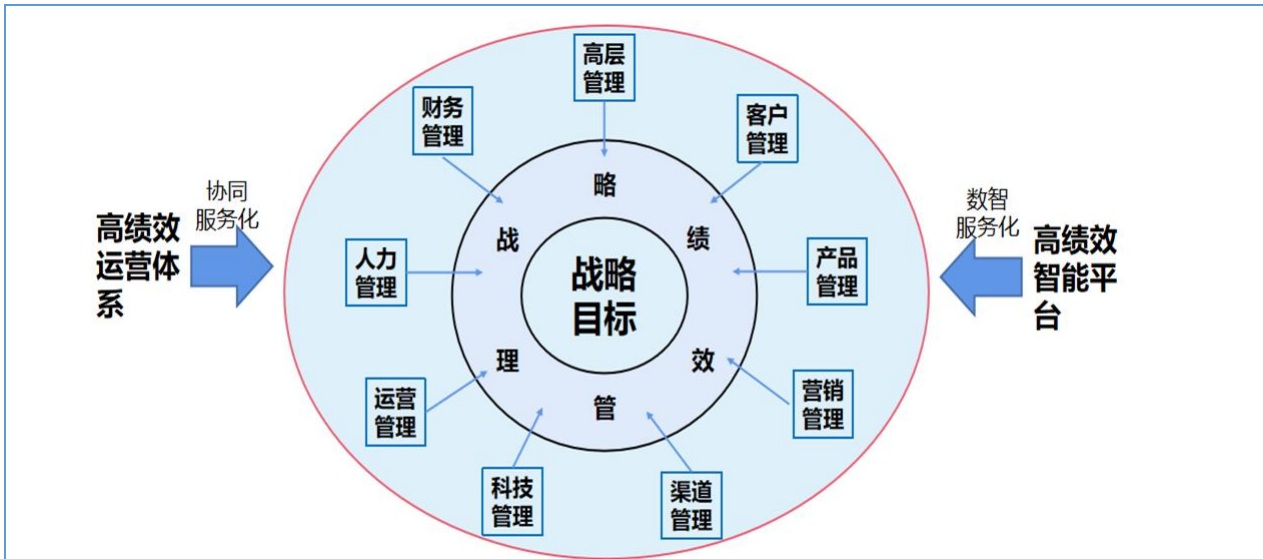 高层
管理
财务
管理
客户
管理
协同
服务化
高绩效
运营体
系
数智
服务化
高绩效
智能平
台
人力
管理
产品
管理
战
略
绩
效
管
理
战略
目标
运营
管理
营销
管理
科技
管理
渠道
管理